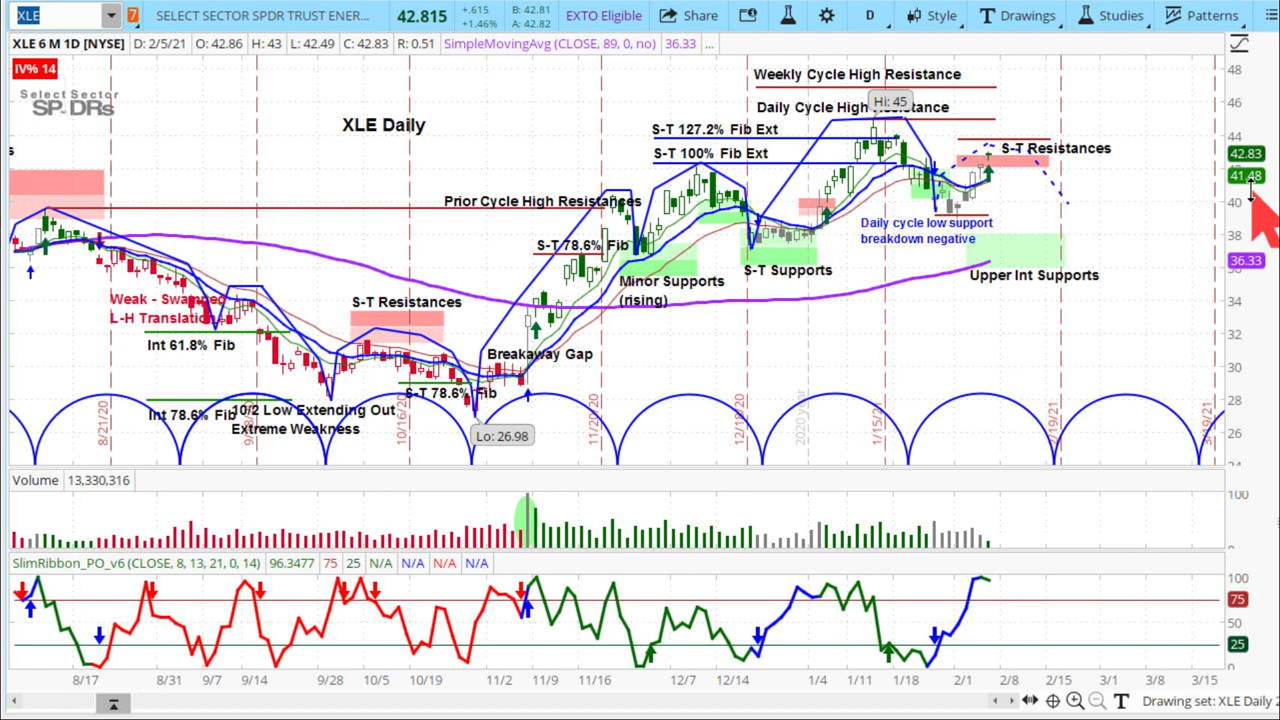 XLE
7
SELECT SECTOR SPDR TRUST ENER...
42.815
+.615
+1.46%
B: 42.81
A: 42.82
EXTO Eligible
Share
D
Style
Drawings
Studies
Patterns
XLE 6 M 1D [NYSE]
D: 2/5/21
O: 42.86
H: 43
L: 42.49
C: 42.83
R: 0.51
SimpleMovingAvg (CLOSE, 89, 0, no)
36.33
...
IV% 14
Select Sector
SPDRs
s
XLE Daily
Weekly Cycle High Resistance
Daily Cycle High Resistance
Hi: 45
S-T 127.2% Fib Ext
S-T 100% Fib Ext
S-T Resistances
Prior Cycle High Resistances
S-T 78.6% Fib
Daily cycle low support
breakdown negative
Minor Supports
(rising)
S-T Supports
Upper Int Supports
Weak - Swamped
L-H Translation
S-T Resistances
Int 61.8% Fib
Breakaway Gap
S-T 78.6% Fib
Int 78.6% Fib
10/2 Low Extending Out
Extreme Weakness
Lo: 26.98
8/21/20
10/16/20
11/20/20
12/18/20
2020 year
1/15/21
2/19/21
3/19/21
48
46
44
42.83
41.48
40
38
36.33
36
34
32
30
28
26
24
Volume
13,330,316
100
0
SlimRibbon_PO_v6 (CLOSE, 8, 13, 21, 0, 14)
96.3477
75
25
N/A
N/A
N/A
N/A
100
75
50
25
0
8/17
8/31
9/7
9/14
9/28
10/5
10/19
11/2
11/9
11/16
12/7
12/14
1/4
1/11
1/18
2/1
2/8
2/15
3/1
3/8
3/15
Drawing set: XLE Daily 2